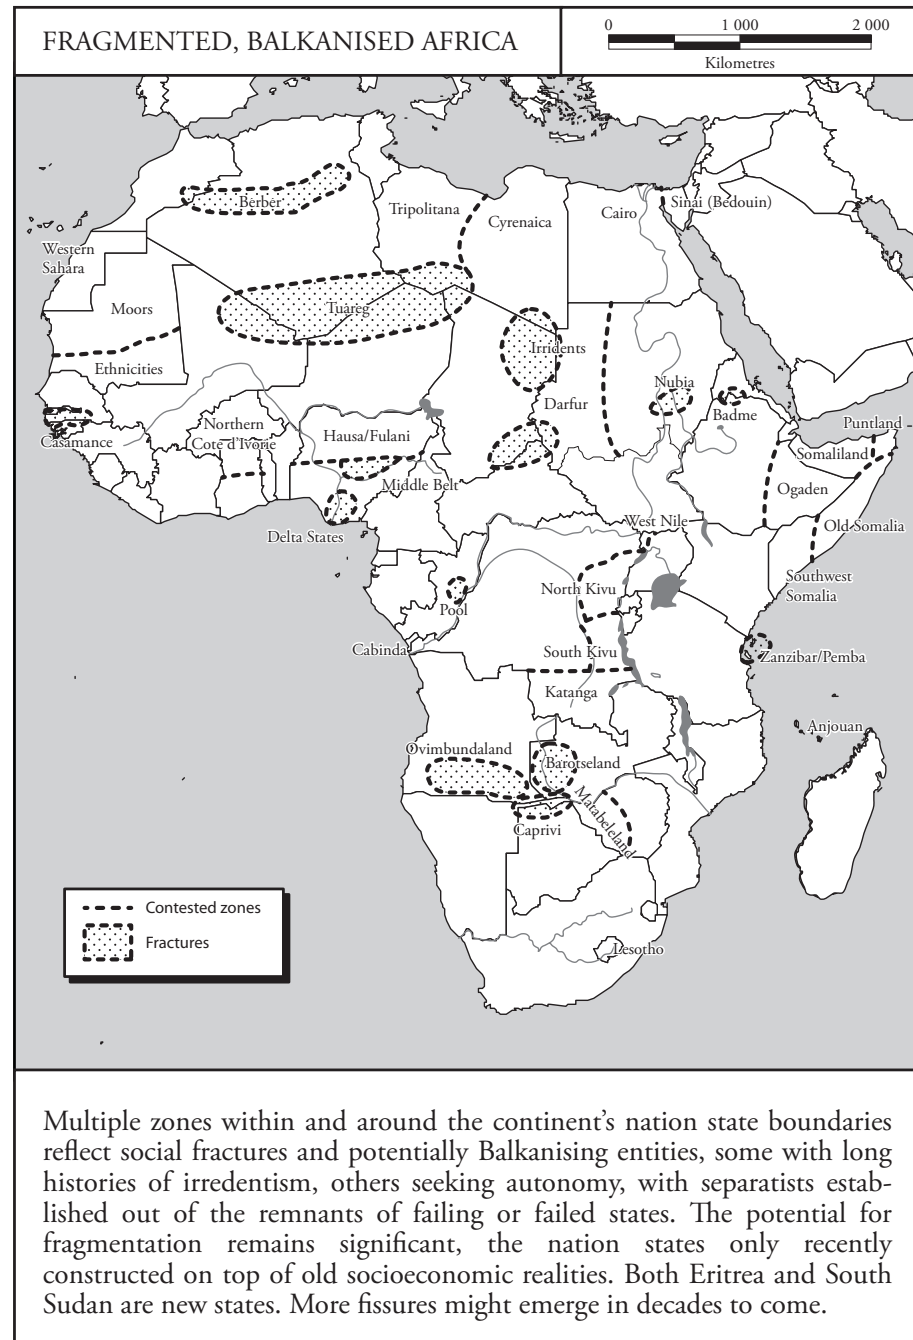 FRAGMENTED, BALKANISED AFRICA
0 1 000 2 000
Kilometres
Berber
Tripolitana
Cyrenaica
Cairo
Sinai (Bedouin)
Western
Sahara
Moors
Tuareg
Ethnicities
Irridents
Nubia
Darfur
Badme
Puntland
Casamance
Northern
Cote d'Ivorie
Hausa/Fulani
Somaliland
Middle Belt
Ogaden
Delta States
West Nile
Old Somalia
North Kivu
Southwest
Somalia
Pool
Cabinda
South Kivu
Zanzibar/Pemba
Katanga
Anjouan
Ovimbundaland
Barotseland
Matabeleland
Caprivi
Contested zones
Fractures
Lesotho
Multiple zones within and around the continent's nation state boundaries
reflect social fractures and potentially Balkanising entities, some with long
histories of irredentism, others seeking autonomy, with separatists estab-
lished out of the remnants of failing or failed states. The potential for
fragmentation remains significant, the nation states only recently
constructed on top of old socioeconomic realities. Both Eritrea and South
Sudan are new states. More fissures might emerge in decades to come.